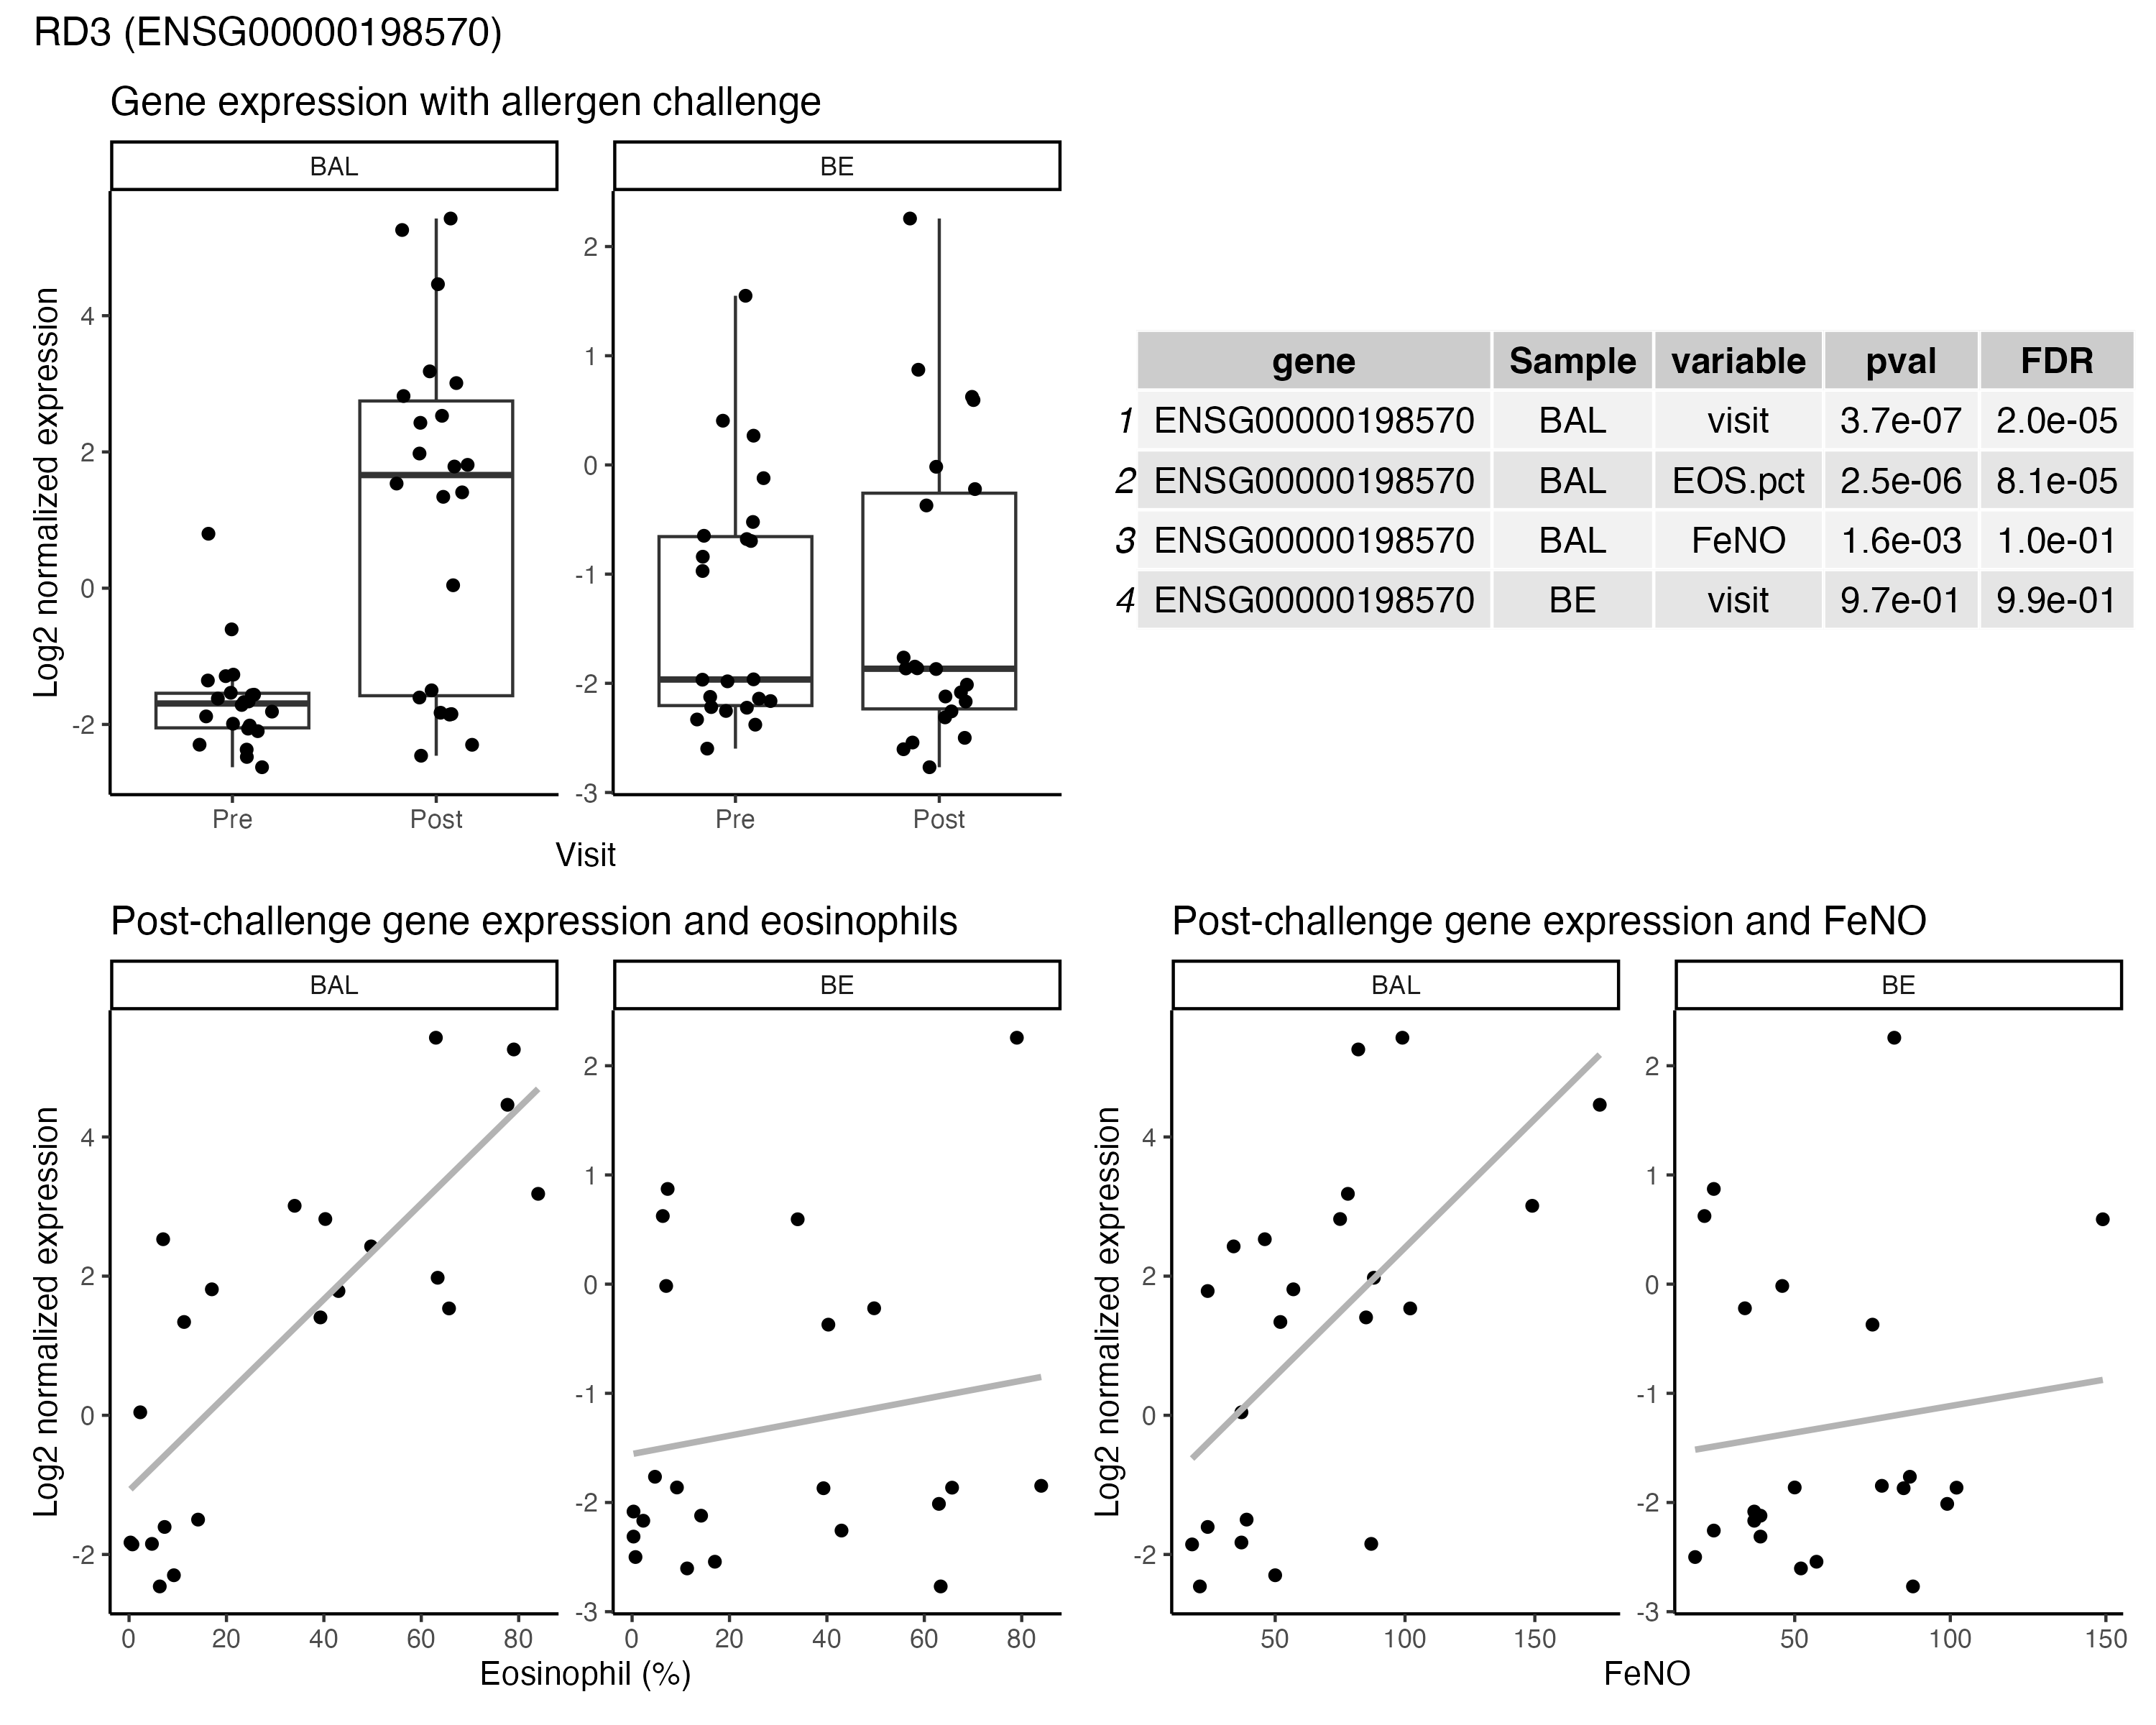 RD3 (ENSG00000198570)
Gene expression with allergen challenge
BAL
BE
Log2 normalized expression
4
2
0
-2
2
1
0
-1
-2
-3
Pre
Post
Pre
Post
Visit
gene Sample variable pval FDR
1 ENSG00000198570 BAL visit 3.7e-07 2.0e-05
2 ENSG00000198570 BAL EOS.pct 2.5e-06 8.1e-05
3 ENSG00000198570 BAL FeNO 1.6e-03 1.0e-01
4 ENSG00000198570 BE visit 9.7e-01 9.9e-01
Post-challenge gene expression and eosinophils
BAL
BE
Log2 normalized expression
4
2
0
-2
2
1
0
-1
-2
-3
0 20 40 60 80
0 20 40 60 80
Eosinophil (%)
Post-challenge gene expression and FeNO
BAL
BE
Log2 normalized expression
4
2
0
-2
2
1
0
-1
-2
-3
50 100 150
50 100 150
FeNO